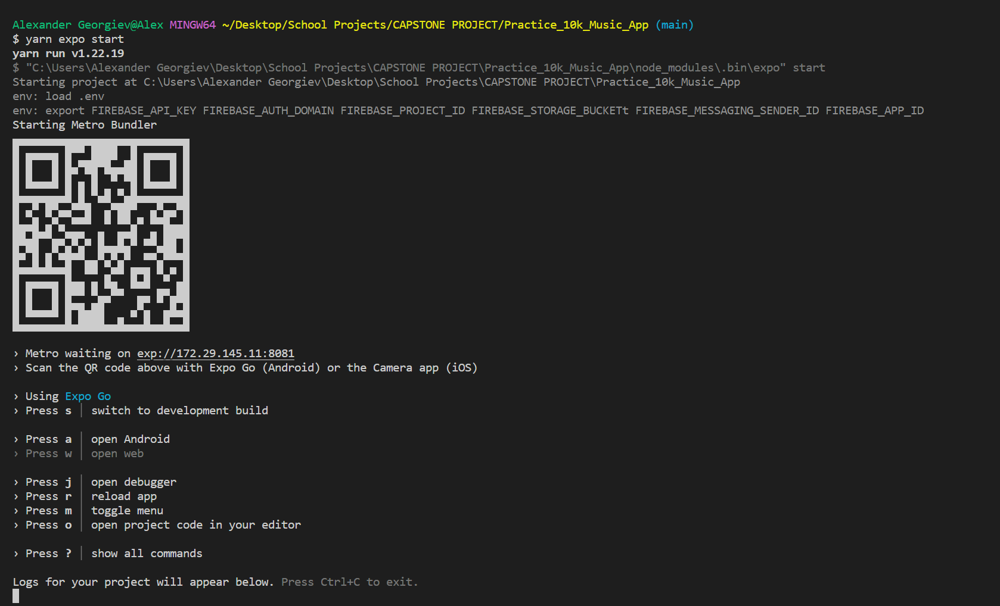 Alexander Georgiev@Alex MINGW64 ~/Desktop/School Projects/CAPSTONE PROJECT/Practice_10k_Music_App (main)
$ yarn expo start
yarn run v1.22.19
$ "C:\Users\Alexander Georgiev\Desktop\School Projects\CAPSTONE PROJECT\Practice_10k_Music_App\node_modules\.bin\expo" start
Starting project at C:\Users\Alexander Georgiev\Desktop\School Projects\CAPSTONE PROJECT\Practice_10k_Music_App
env: load .env
env: export FIREBASE_API_KEY FIREBASE_AUTH_DOMAIN FIREBASE_PROJECT_ID FIREBASE_STORAGE_BUCKETt FIREBASE_MESSAGING_SENDER_ID FIREBASE_APP_ID
Starting Metro Bundler
› Metro waiting on exp://172.29.145.11:8081
› Scan the QR code above with Expo Go (Android) or the Camera app (iOS)
› Using Expo Go
› Press s │ switch to development build
› Press a │ open Android
› Press w │ open web
› Press j │ open debugger
› Press r │ reload app
› Press m │ toggle menu
› Press o │ open project code in your editor
› Press ? │ show all commands
Logs for your project will appear below. Press Ctrl+C to exit.